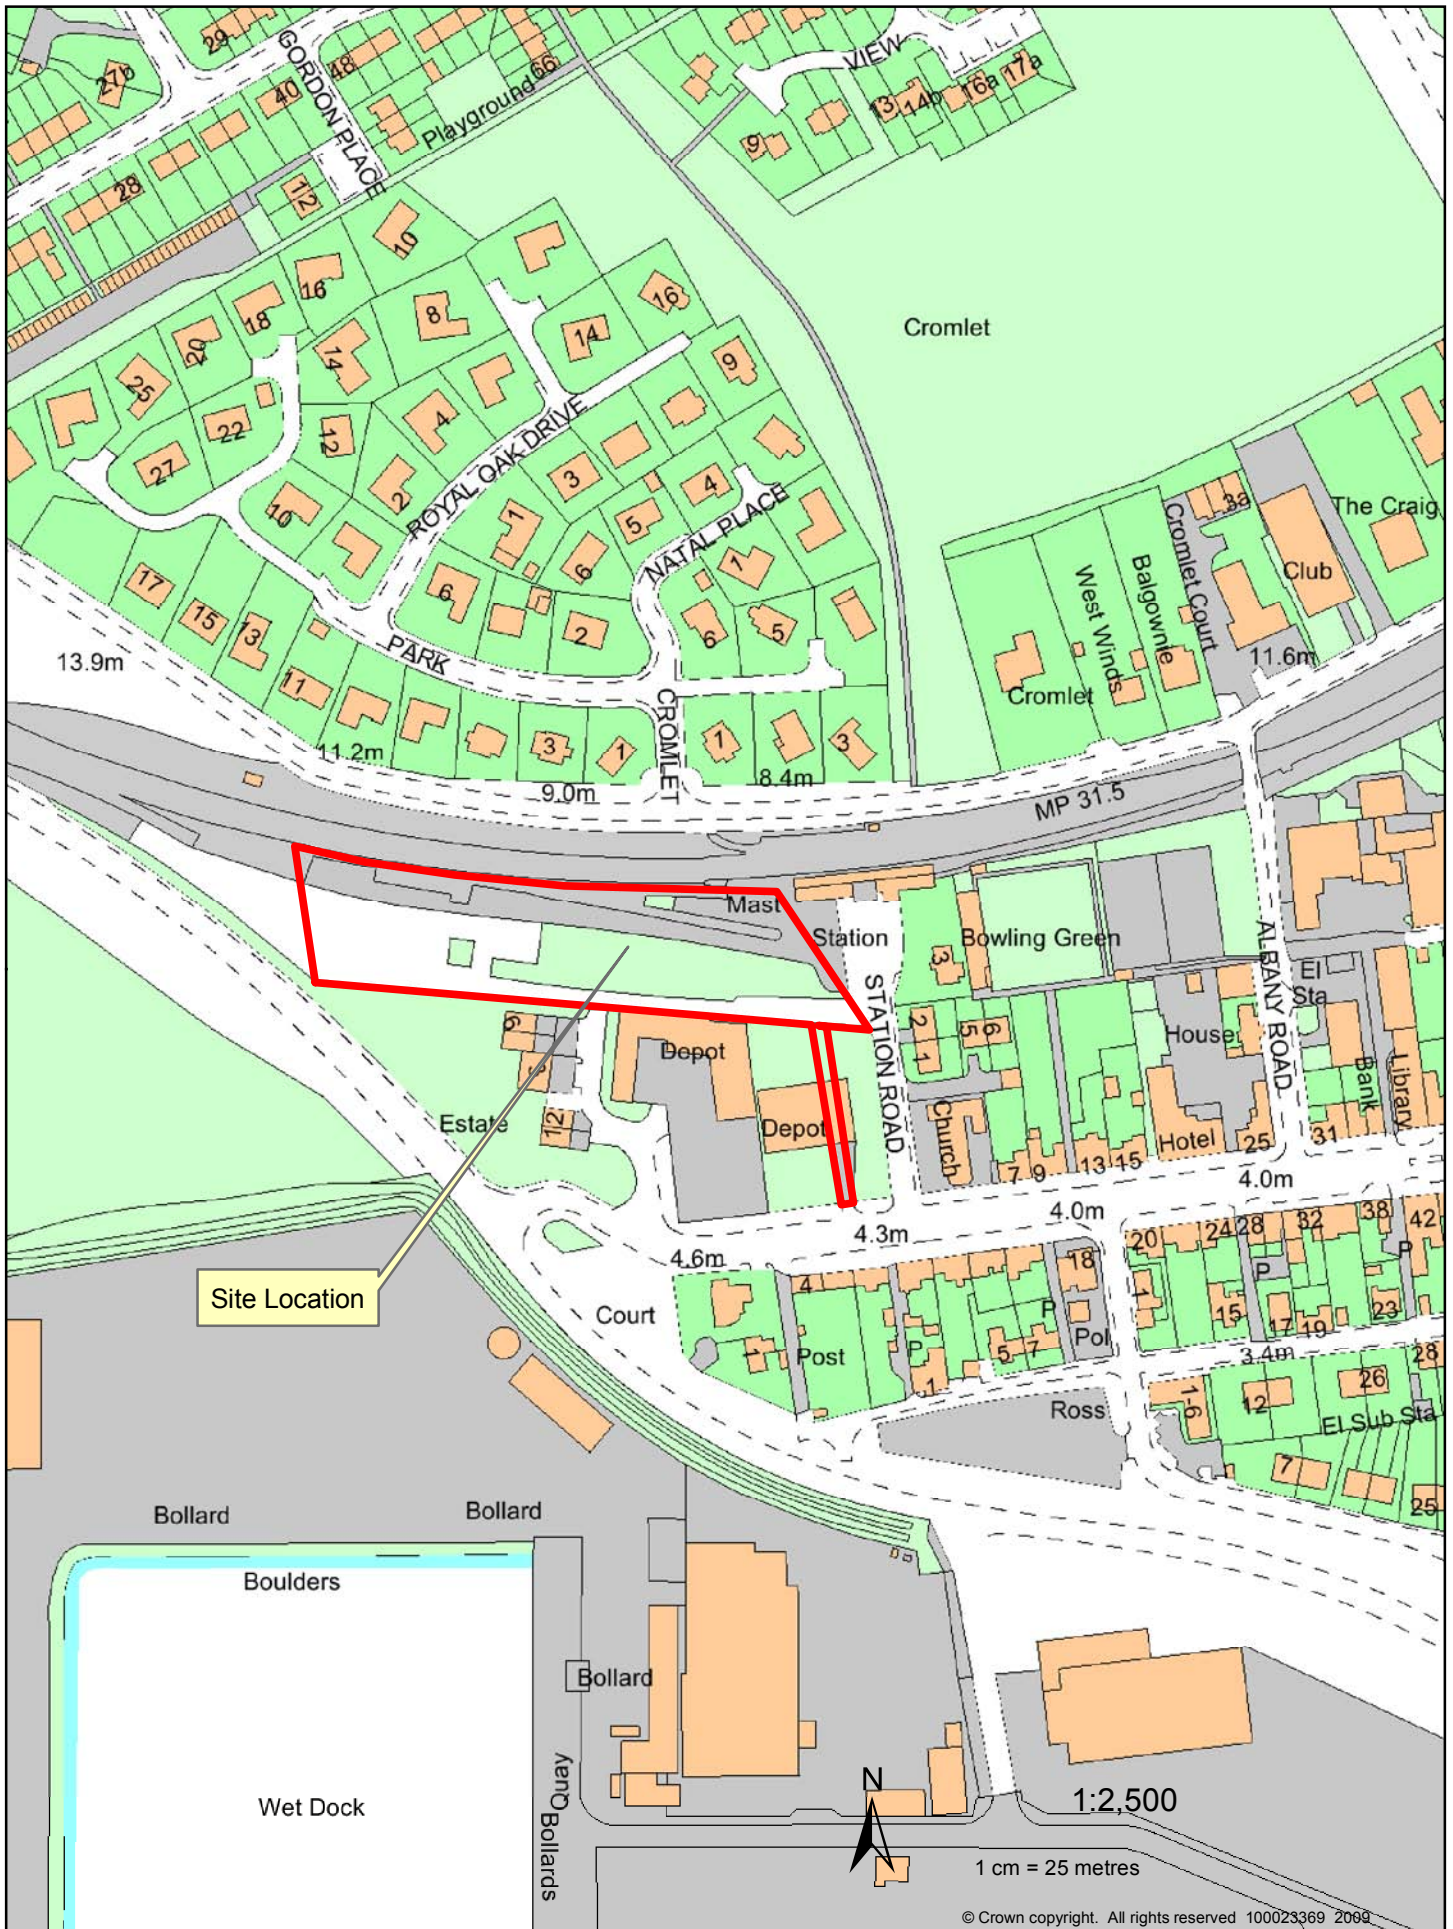 29
GORDON PLACE
48
66
VIEW
27b
40
Playground
13
14b
16a
17a
9
28
1/2
10
16
18
8
16
14
Cromlet
20
14
9
25
22
12
4
ROYAL OAK DRIVE
27
2
3
4
10
1
5
NATAL PLACE
3a
The Craig
Cromlet Court
Club
17
6
6
1
West Winds
Balgownie
15
13
2
6
5
13.9m
PARK
11.6m
11
CROMLET
Cromlet
11.2m
3
1
1
3
9.0m
8.4m
MP 31.5
Mast
Station
Bowling Green
3
ALBANY ROAD
El
Sta
STATION ROAD
6
Depot
2
1
5
6
House
Bank
Library
Estate
1/2
Depot
Church
Hotel
25
31
7
9
13
15
4.0m
4.0m
4.3m
4.6m
20
24
28
32
38
42
P
18
P
Site Location
4
Court
1
Post
P
P
Pol
1
15
17
19
23
5
7
3.4m
28
1
Ross
1-6
12
26
El Sub Sta
7
25
Bollard
Bollard
Boulders
Bollard
Quay
Bollards
Wet Dock
N
1:2,500
1 cm = 25 metres
© Crown copyright. All rights reserved 100023369 2009